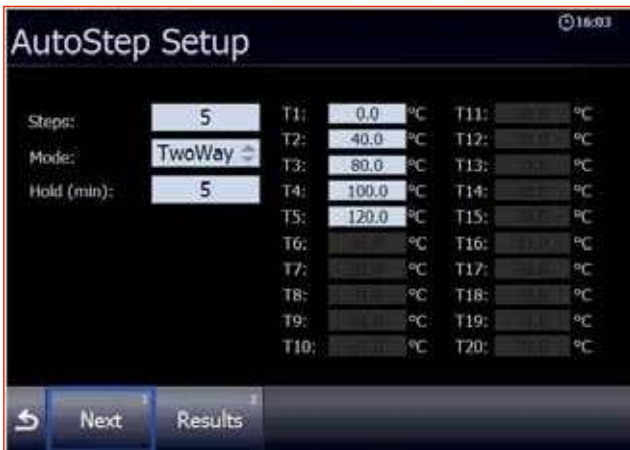 16:03
AutoStep Setup
Steps: 5
Mode: TwoWay
Hold (min): 5
T1: 0.0 °C
T2: 40.0 °C
T3: 80.0 °C
T4: 100.0 °C
T5: 120.0 °C
T6: °C
T7: °C
T8: °C
T9: °C
T10: °C
T11: °C
T12: °C
T13: °C
T14: °C
T15: °C
T16: °C
T17: °C
T18: °C
T19: °C
T20: °C
Next 1
Results 2